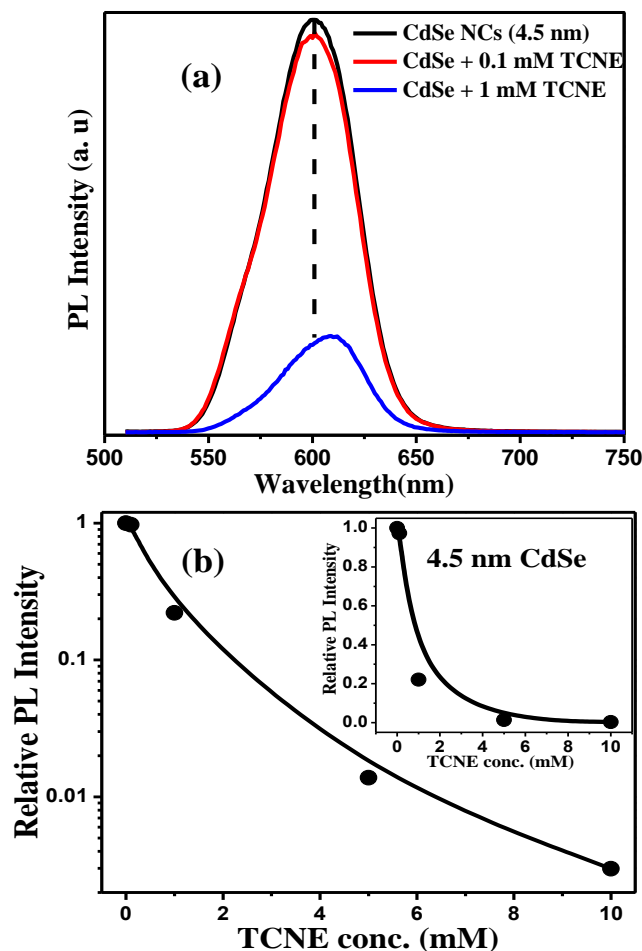 CdSe NCs (4.5 nm)
(a)
CdSe + 0.1 mM TCNE
CdSe + 1 mM TCNE
PL Intensity (a. u)
500 550 600 650 700 750
Wavelength(nm)
(b)
Relative PL Intensity
1
0.1
0.01
0 2 4 6 8 10
TCNE conc. (mM)
4.5 nm CdSe
Relative PL Intensity
1.0
0.8
0.6
0.4
0.2
0.0
0 2 4 6 8 10
TCNE conc. (mM)